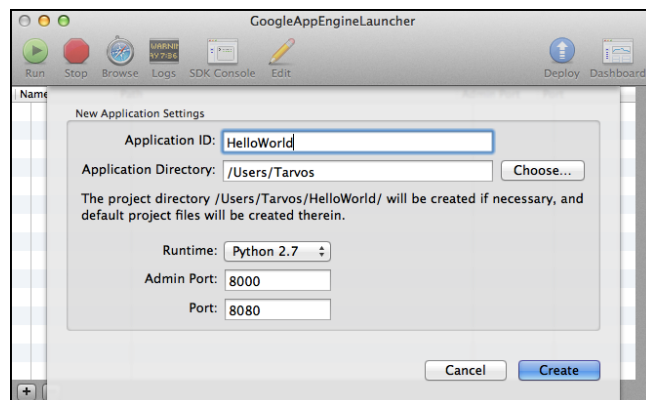 GoogleAppEngineLauncher
Run Stop Browse Logs SDK Console Edit Deploy Dashboard
Name
New Application Settings
Application ID: HelloWorld
Application Directory: /Users/Tarvos Choose...
The project directory /Users/Tarvos/HelloWorld/ will be created if necessary, and
default project files will be created therein.
Runtime: Python 2.7
Admin Port: 8000
Port: 8080
Cancel Create